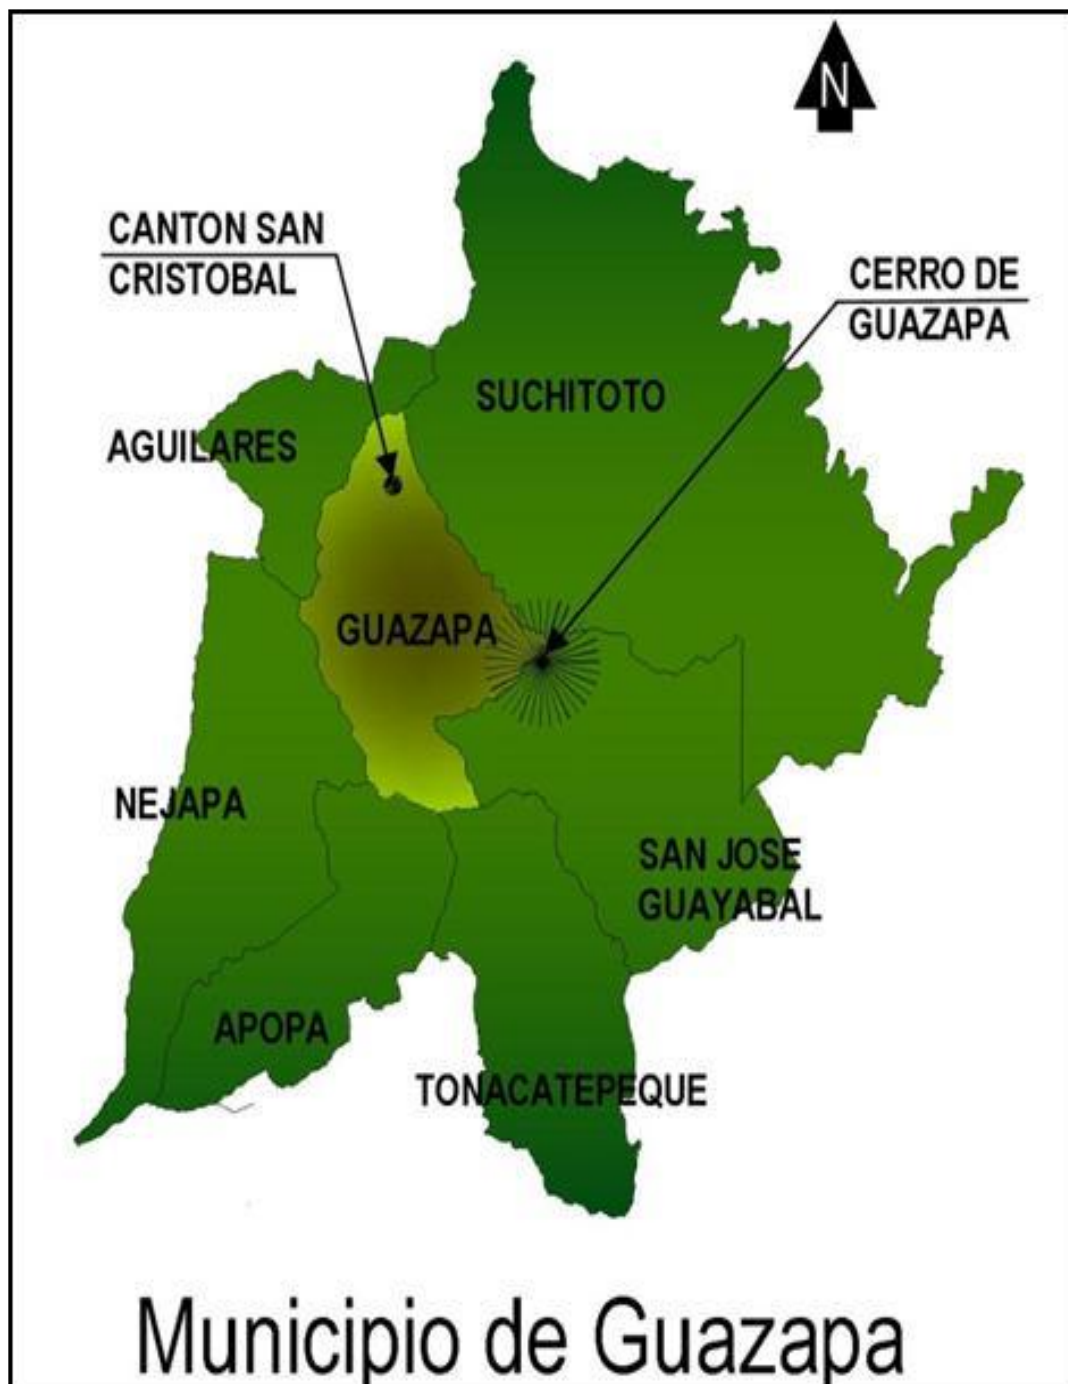 N
CANTON SAN
CRISTOBAL
CERRO DE
GUAZAPA
SUCHITOTO
AGUILARES
GUAZAPA
NEJAPA
SAN JOSE
GUAYABAL
APOPA
TONACATEPEQUE
Municipio de Guazapa